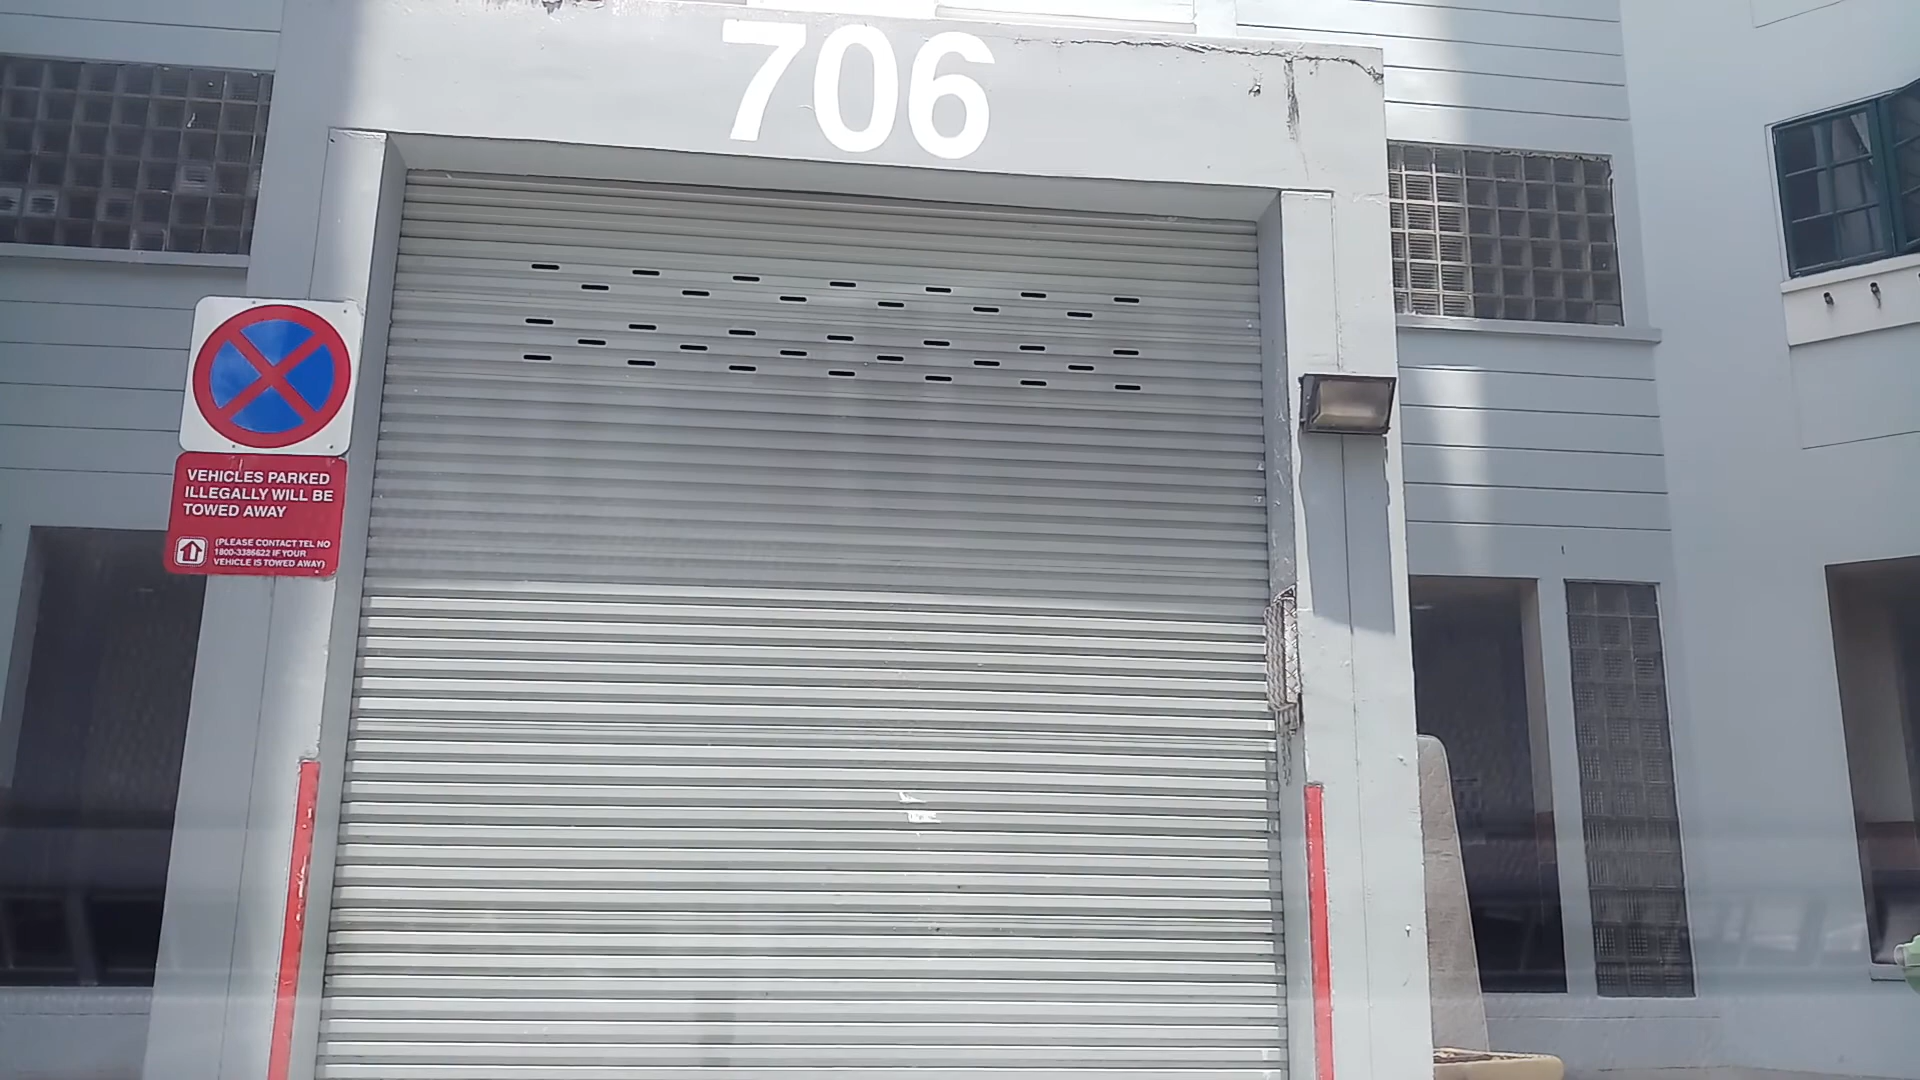 706
VEHICLES PARKED
ILLEGALLY WILL BE
TOWED AWAY
(PLEASE CONTACT TEL NO
1800-3386622 IF YOUR
VEHICLE IS TOWED AWAY)